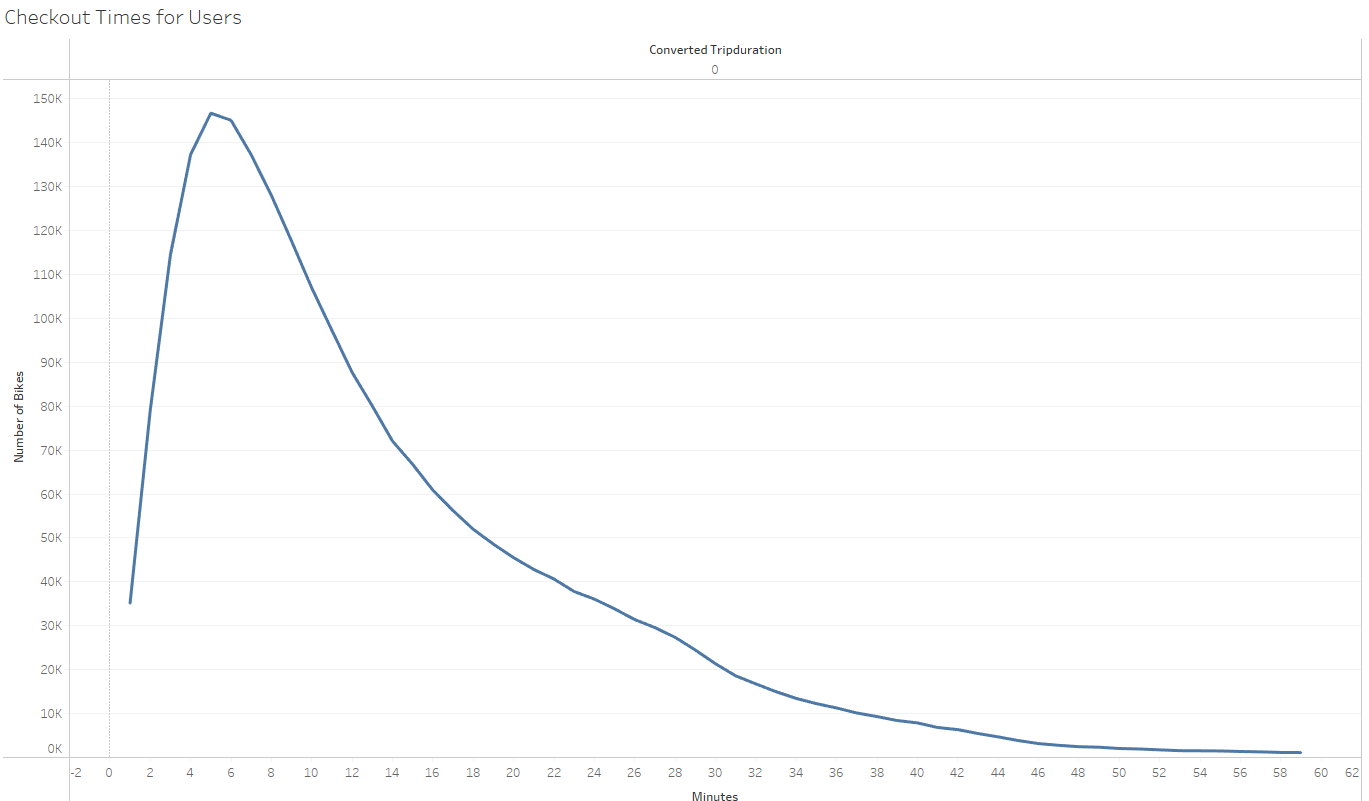 Checkout Times for Users
Converted Tripduration
0
150K
140K
130K
120K
110K
100K
90K
80K
70K
60K
50K
40K
30K
20K
10K
0K
Number of Bikes
-2 0 2 4 6 8 10 12 14 16 18 20 22 24 26 28 30 32 34 36 38 40 42 44 46 48 50 52 54 56 58 60 62
Minutes